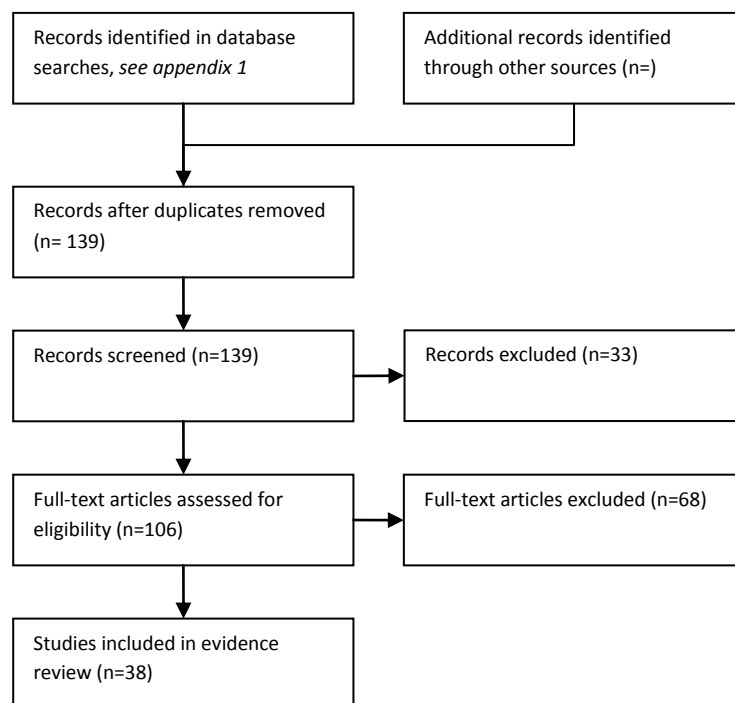 Records identified in database
searches, see appendix 1
Additional records identified
through other sources (n=)
Records after duplicates removed
(n= 139)
Records screened (n=139)
Records excluded (n=33)
Full-text articles assessed for
eligibility (n=106)
Full-text articles excluded (n=68)
Studies included in evidence
review (n=38)